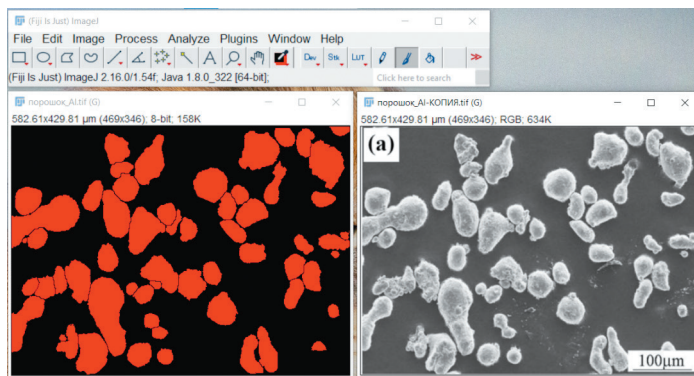 (Fiji Is Just) ImageJ
File Edit Image Process Analyze Plugins Window Help
Dev Stk LUT
(Fiji Is Just) ImageJ 2.16.0/1.54f; Java 1.8.0_322 [64-bit];
Click here to search
порошок_Al.tif (G)
582.61x429.81 µm (469x346); 8-bit; 158K
порошок_Al-КОПИЯ.tif (G)
582.61x429.81 µm (469x346); RGB; 634K
(a)
100µm